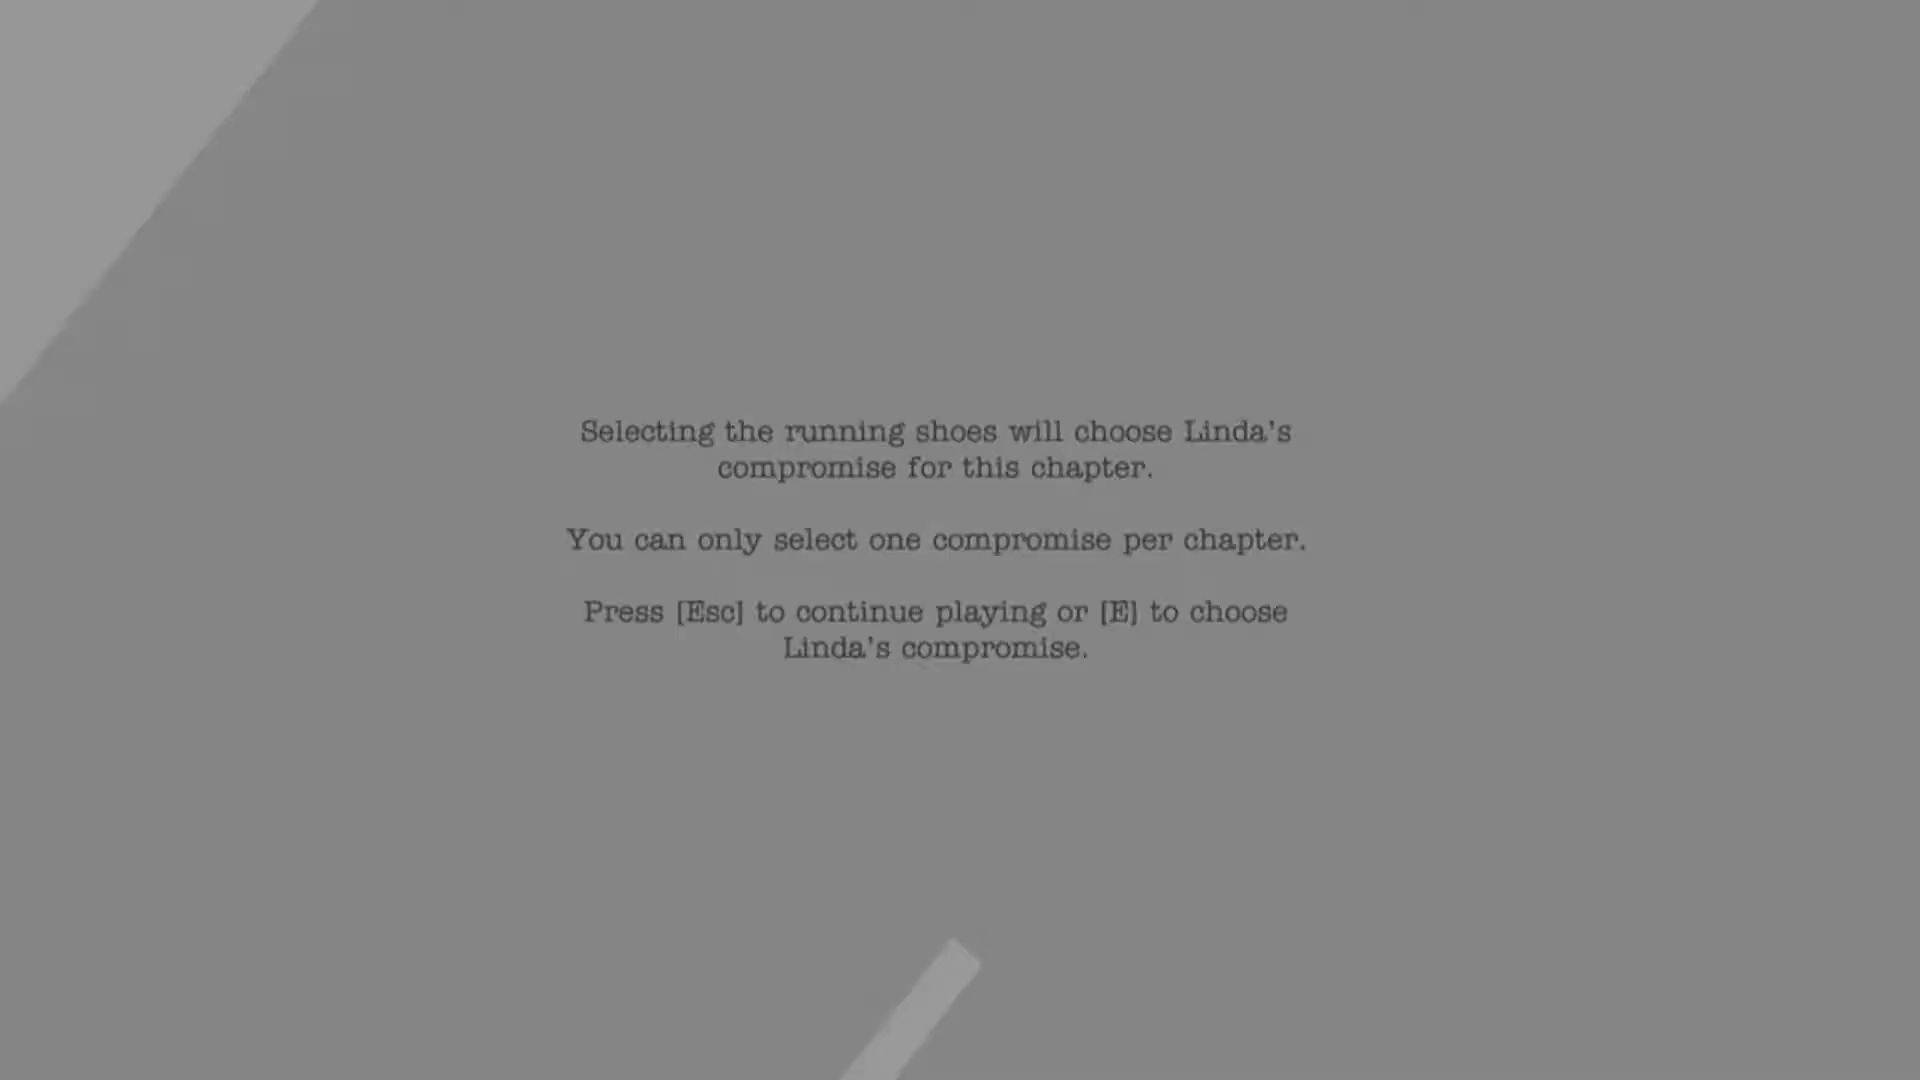 Selecting the running shoes will choose Linda's
compromise for this chapter.
You can only select one compromise per chapter.
Press [Esc] to continue playing or [E] to choose
Linda's compromise.